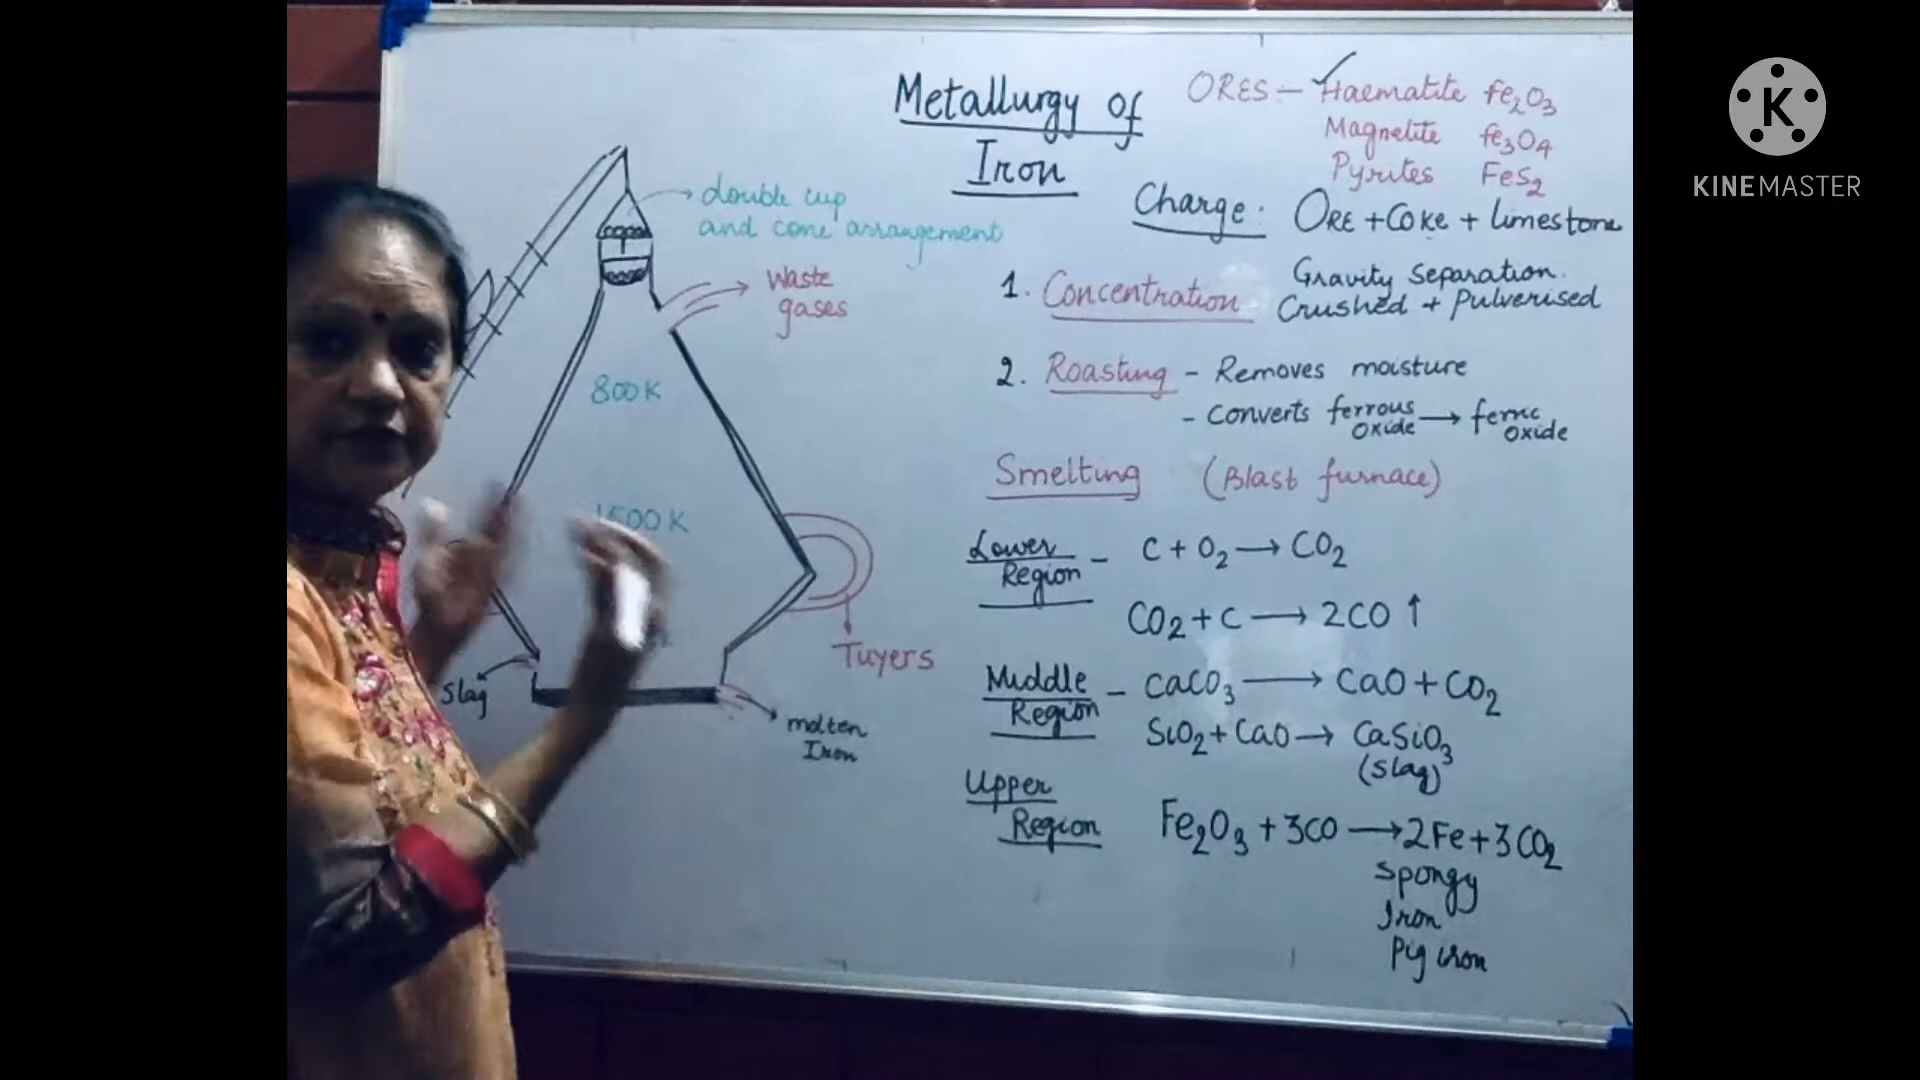 Metallurgy of
Iron
ORES :- Haematite Fe2O3
Magnetite Fe3O4
Pyrites FeS2
Charge : ORE + Coke + limestone
1. Concentration Gravity Separation.
Crushed + Pulverised
2. Roasting - Removes moisture
- Converts ferrous oxide → ferric oxide
Smelting (Blast furnace)
Lower Region - C + O2 → CO2
CO2 + C → 2CO ↑
Middle Region - CaCO3 → CaO + CO2
SiO2 + CaO → CaSiO3
(Slag)
Upper Region Fe2O3 + 3CO → 2Fe + 3CO2
Spongy
Iron
Pig iron
double cup
and cone arrangement
Waste
gases
800 K
1500 K
Tuyers
Slag
molten
Iron
K
KINEMASTER